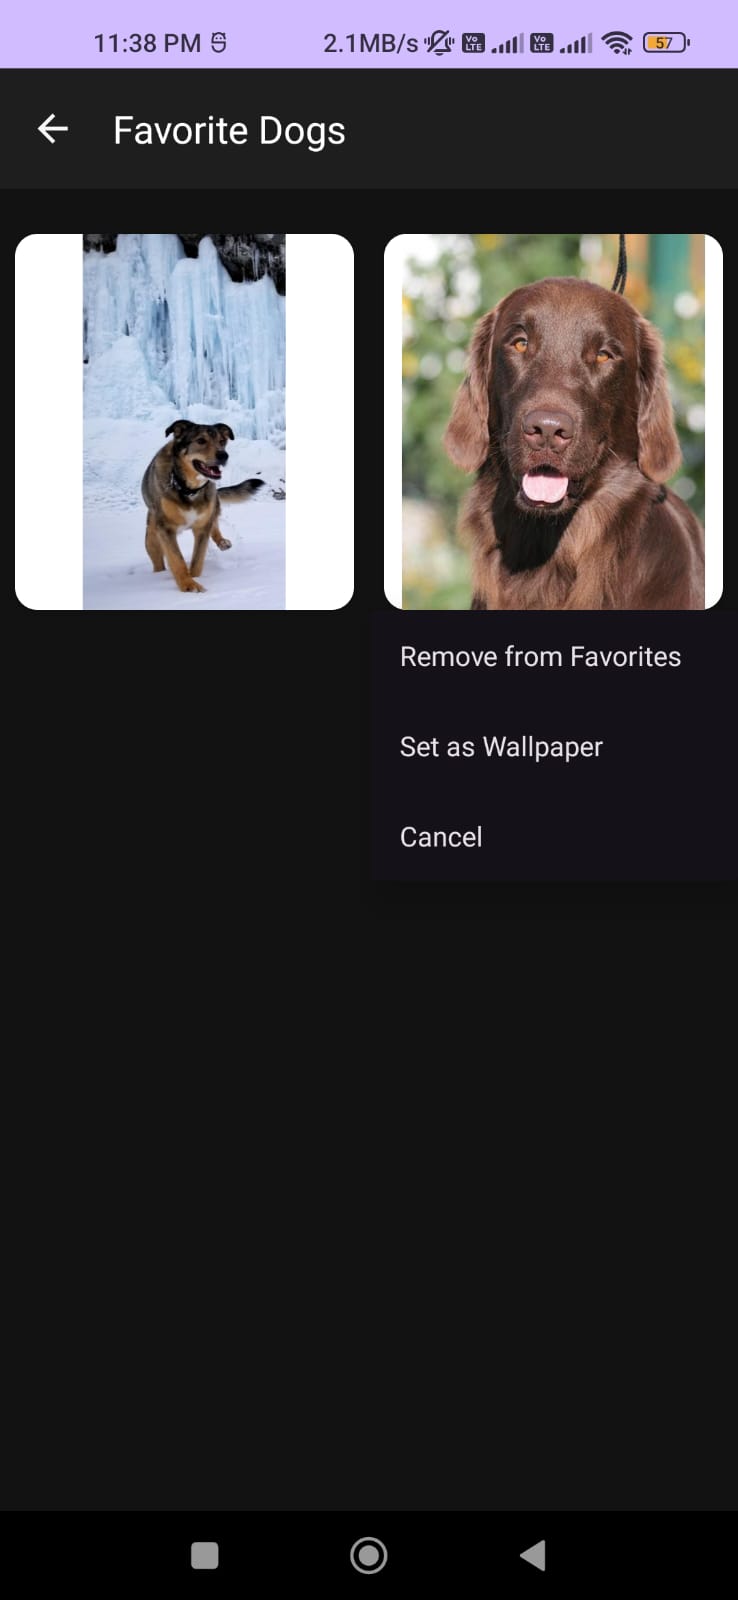 11:38 PM
2.1MB/s Vo LTE Vo LTE 57
Favorite Dogs
Remove from Favorites
Set as Wallpaper
Cancel